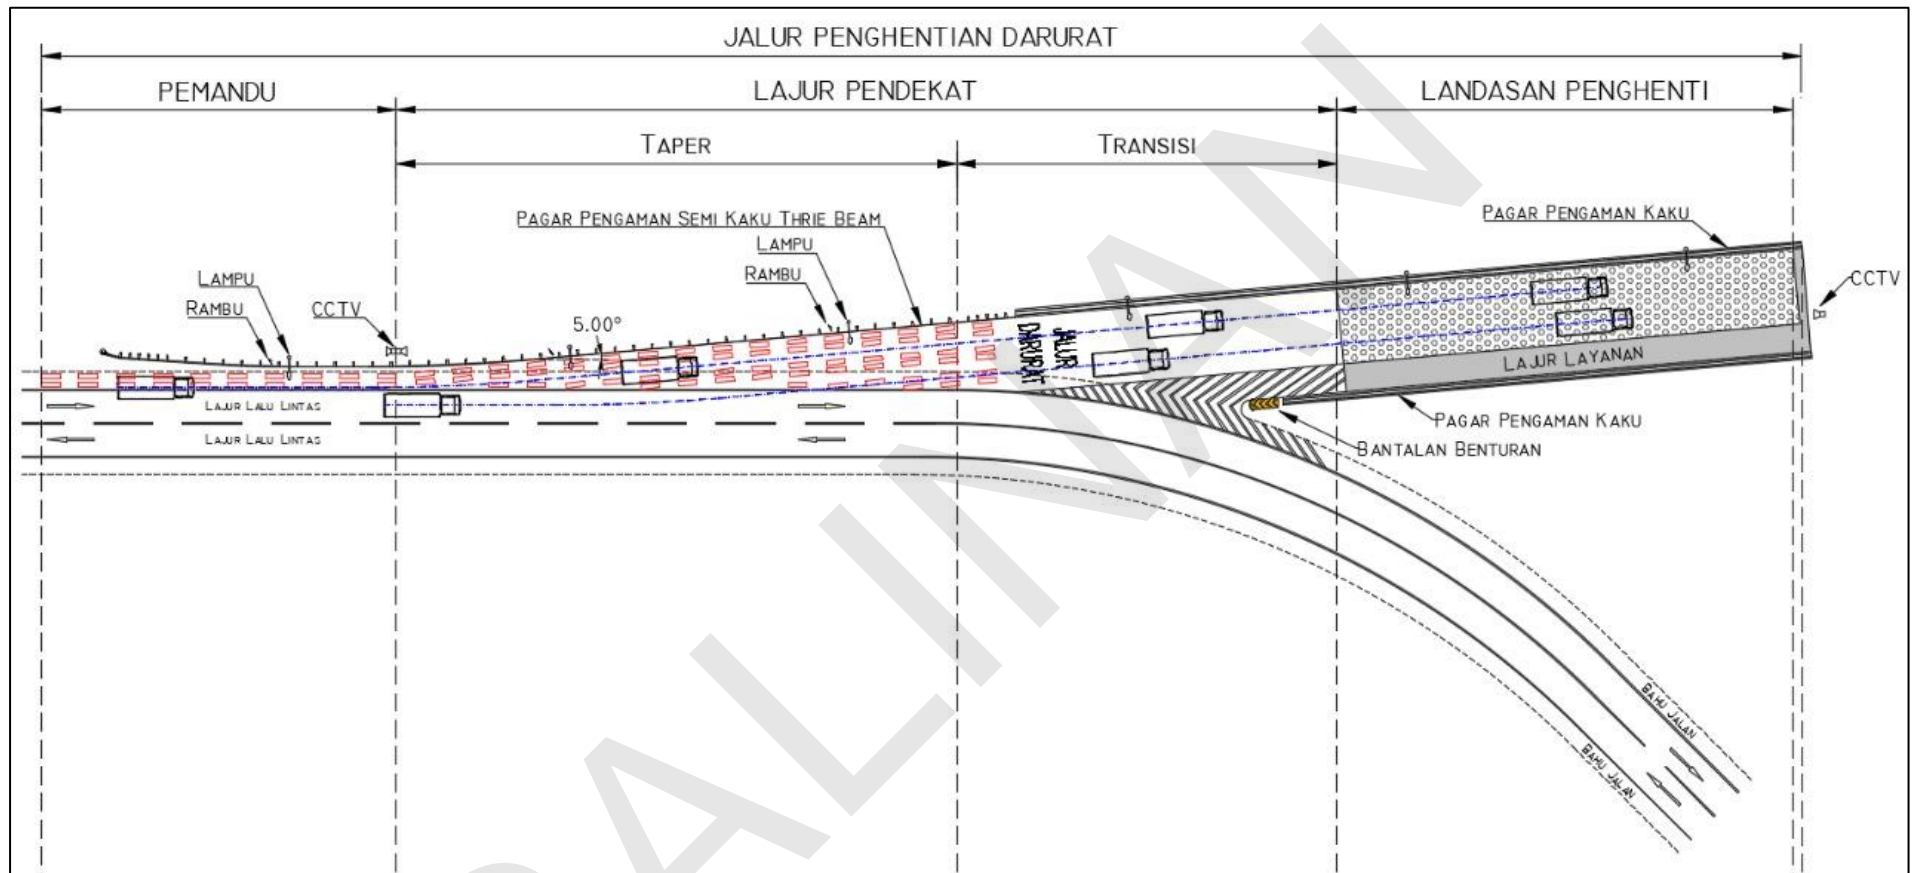 JALUR PENGHENTIAN DARURAT
PEMANDU
LAJUR PENDEKAT
LANDASAN PENGHENTI
TAPER
TRANSISI
PAGAR PENGAMAN SEMI KAKU THRIE BEAM
PAGAR PENGAMAN KAKU
LAMPU
RAMBU
LAMPU
RAMBU
CCTV
CCTV
5.00°
JALUR
DARURAT
LAJUR LAYANAN
LAJUR LALU LINTAS
LAJUR LALU LINTAS
PAGAR PENGAMAN KAKU
BANTALAN BENTURAN
BAHU JALAN
BAHU JALAN
SALINAN